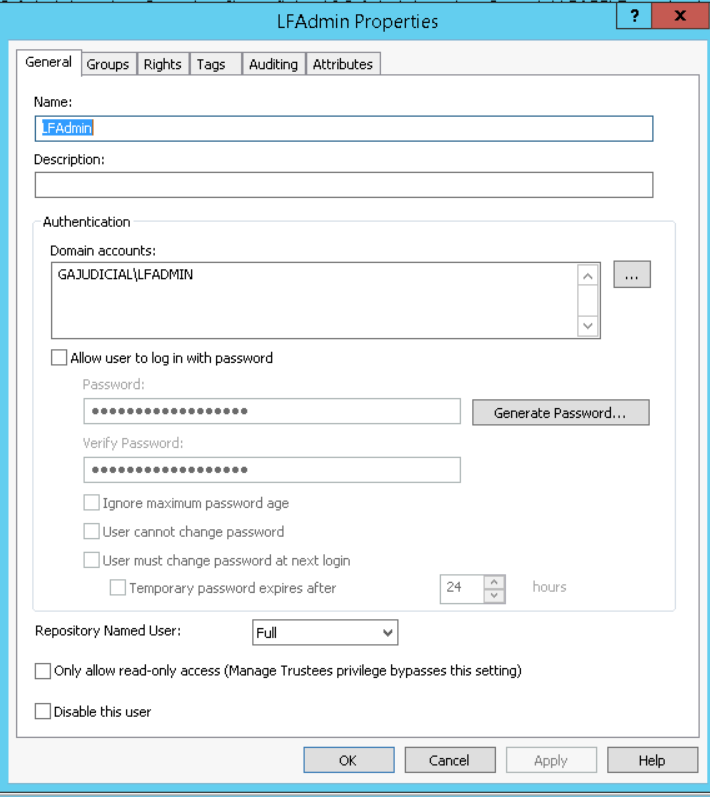 LFAdmin Properties
?
x
General
Groups
Rights
Tags
Auditing
Attributes
Name:
LFAdmin
Description:
Authentication
Domain accounts:
GAJUDICIAL\LFADMIN
...
Allow user to log in with password
Password:
••••••••••••••••••
Generate Password...
Verify Password:
••••••••••••••••••
Ignore maximum password age
User cannot change password
User must change password at next login
Temporary password expires after
24
hours
Repository Named User:
Full
Only allow read-only access (Manage Trustees privilege bypasses this setting)
Disable this user
OK
Cancel
Apply
Help